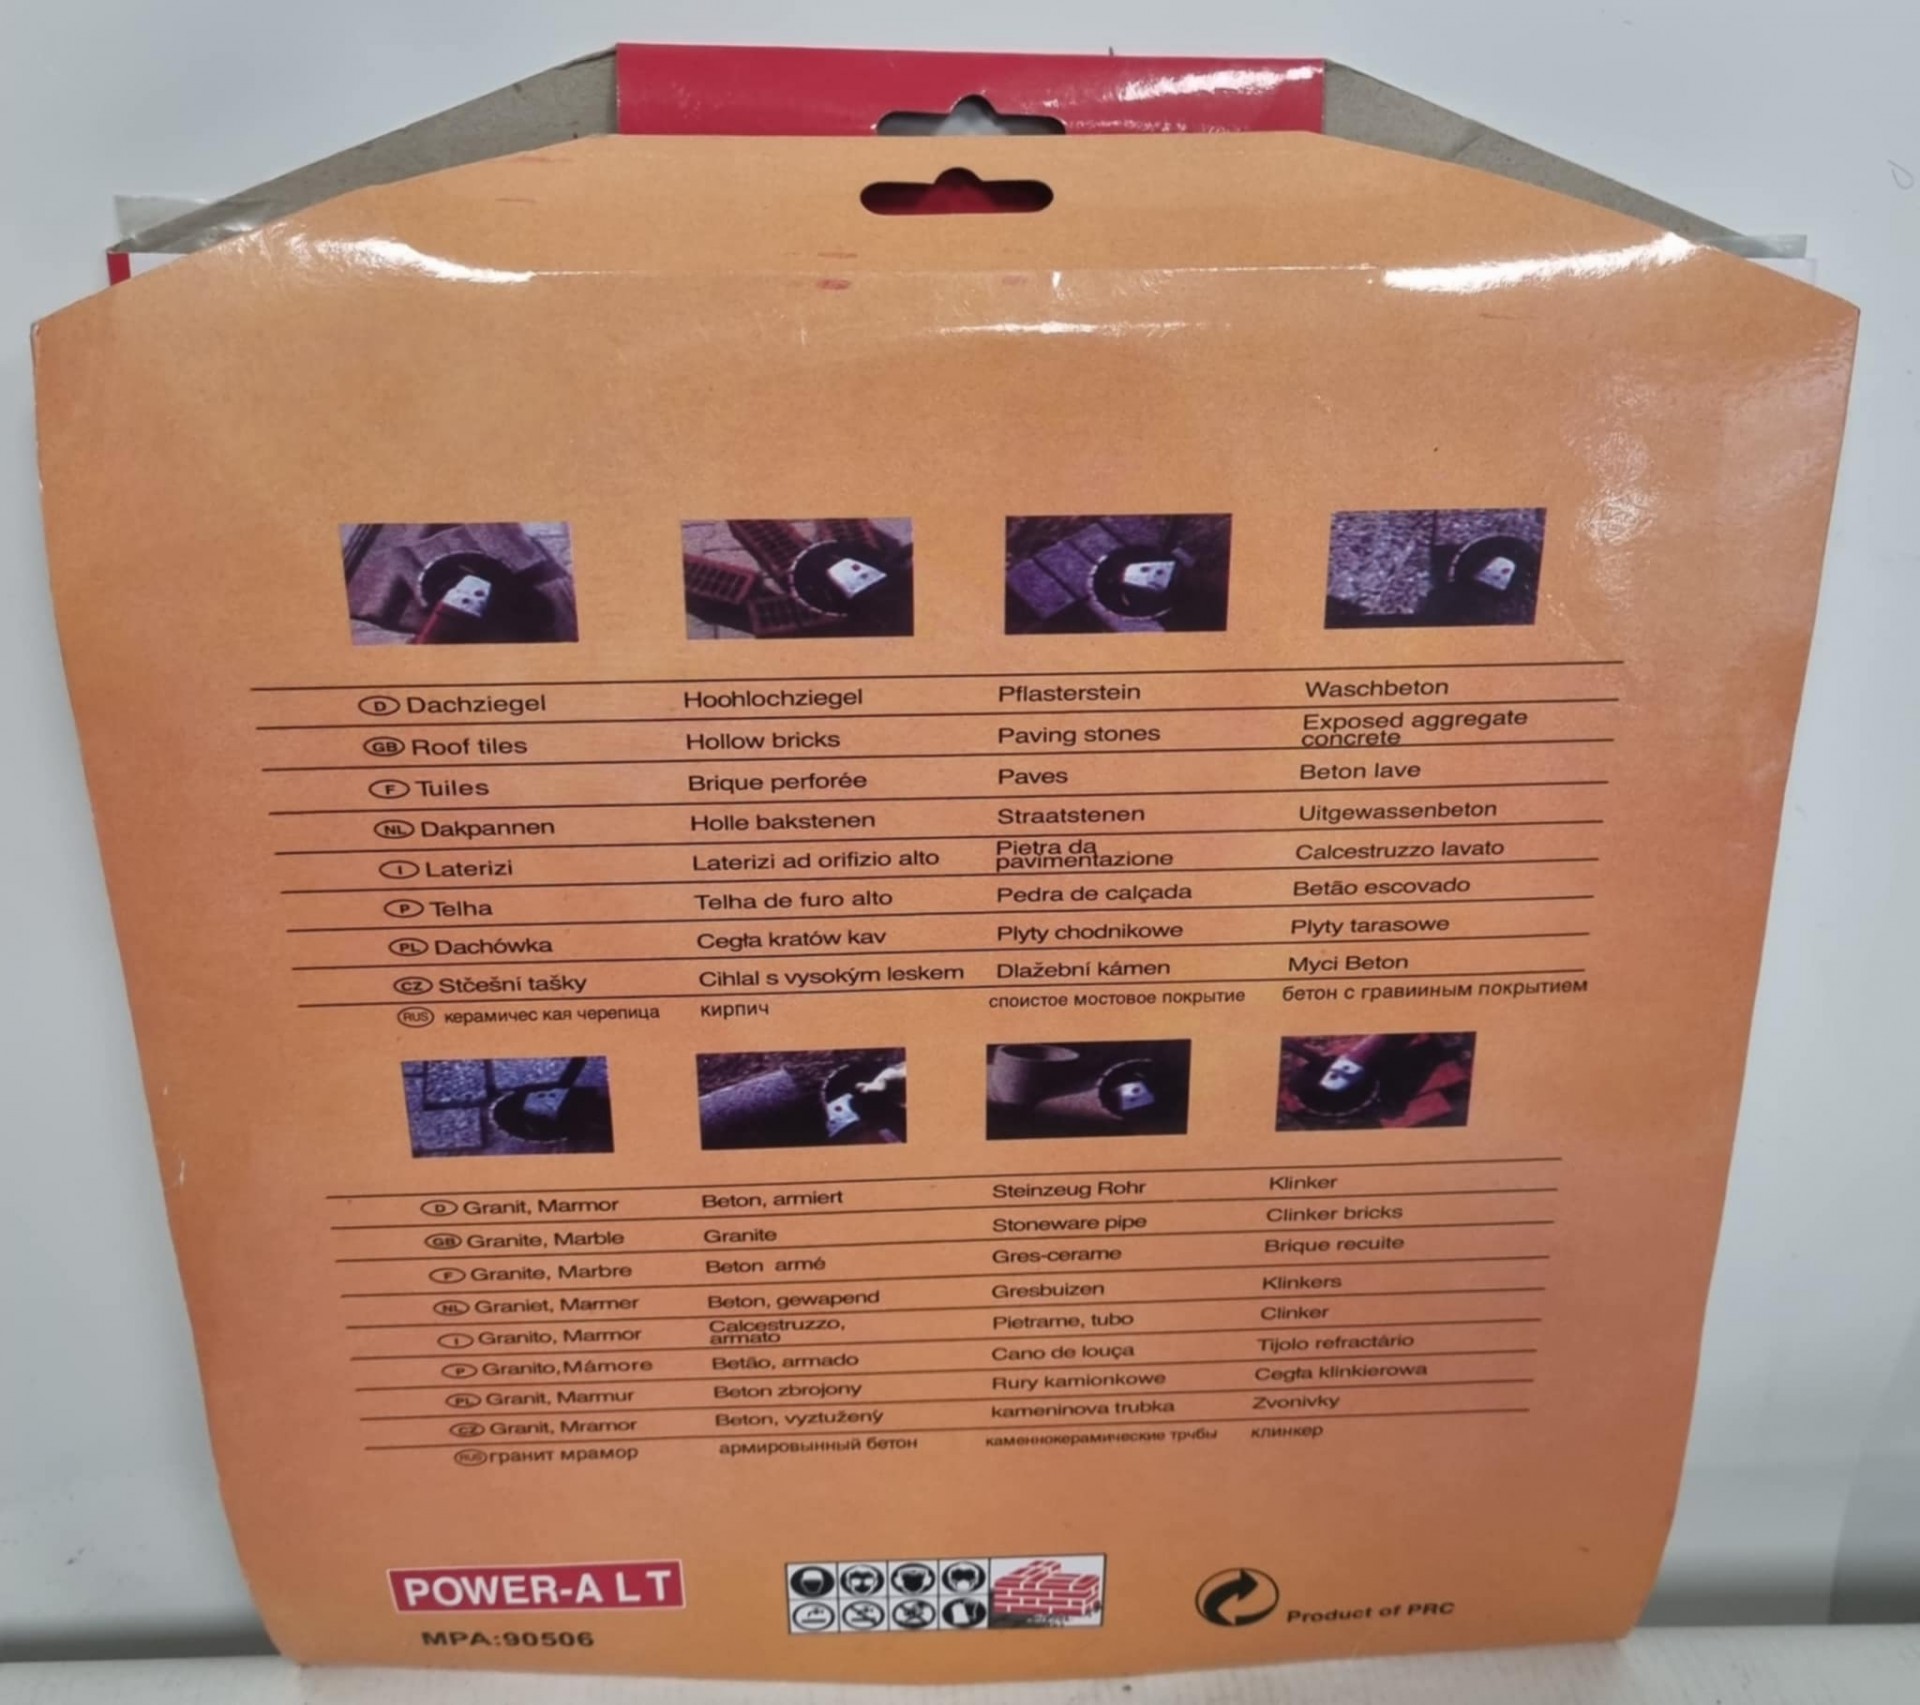 D Dachziegel Hoohlochziegel Pflasterstein Waschbeton
GB Roof tiles Hollow bricks Paving stones Exposed aggregate
concrete
F Tuiles Brique perforée Paves Beton lave
NL Dakpannen Holle bakstenen Straatstenen Uitgewassenbeton
I Laterizi Laterizi ad orifizio alto Pietra da
pavimentazione Calcestruzzo lavato
P Telha Telha de furo alto Pedra de calçada Betão escovado
PL Dachówka Cegła kratów kav Plyty chodnikowe Plyty tarasowe
CZ Stčešní tašky Cihlal s vysokým leskem Dlažební kámen Myci Beton
RUS керамичес кая черепица кирпич споистое мостовое покрытие бетон с гравииным покрытием
D Granit, Marmor Beton, armiert Steinzeug Rohr Klinker
GB Granite, Marble Granite Stoneware pipe Clinker bricks
F Granite, Marbre Beton armé Gres-cerame Brique recuite
NL Graniet, Marmer Beton, gewapend Gresbuizen Klinkers
I Granito, Marmor Calcestruzzo,
armato Pietrame, tubo Clinker
P Granito, Mámore Betão, armado Cano de louça Tijolo refractário
PL Granit, Marmur Beton zbrojony Rury kamionkowe Cegła klinkierowa
CZ Granit, Mramor Beton, vyztužený kameninova trubka Zvonivky
RUS гранит мрамор армировынный бетон каменнокерамические трчбы клинкер
POWER-A L T
MPA:90506
Product of PRC